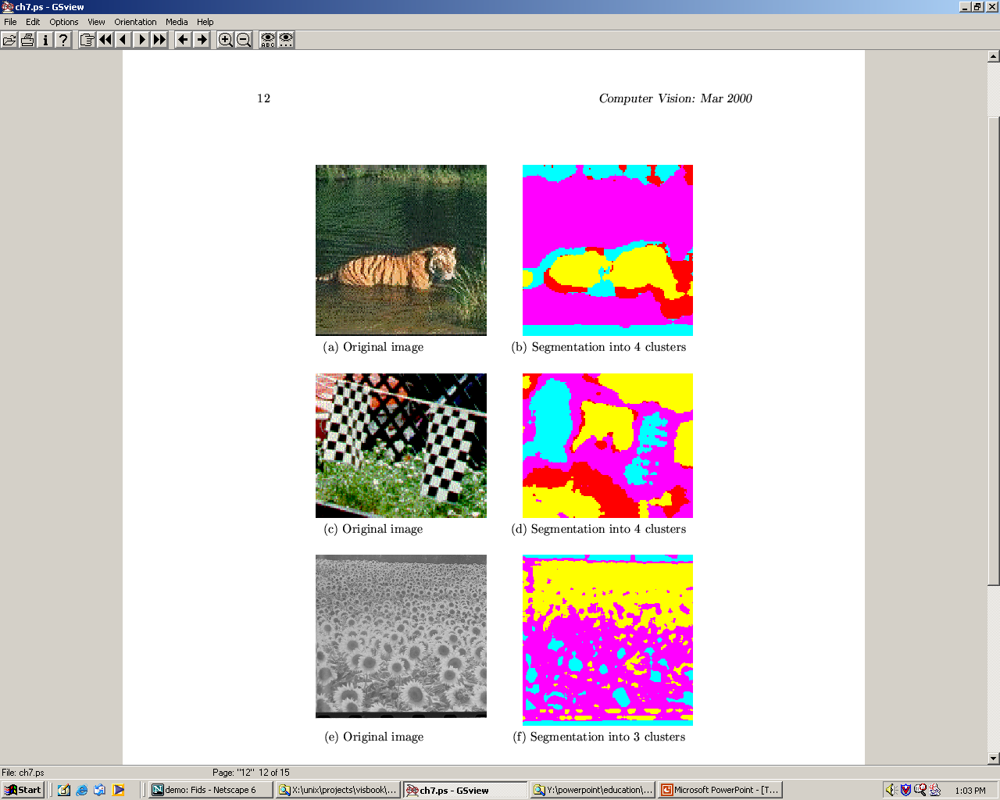 ch7.ps - GSview
File Edit Options View Orientation Media Help
i ? ABC
12 Computer Vision: Mar 2000
(a) Original image (b) Segmentation into 4 clusters
(c) Original image (d) Segmentation into 4 clusters
(e) Original image (f) Segmentation into 3 clusters
File: ch7.ps Page: "12" 12 of 15
Start demo: Fids - Netscape 6 X:\unix\projects\visbook\... ch7.ps - GSview Y:\powerpoint\education\... Microsoft PowerPoint - [T... 1:03 PM